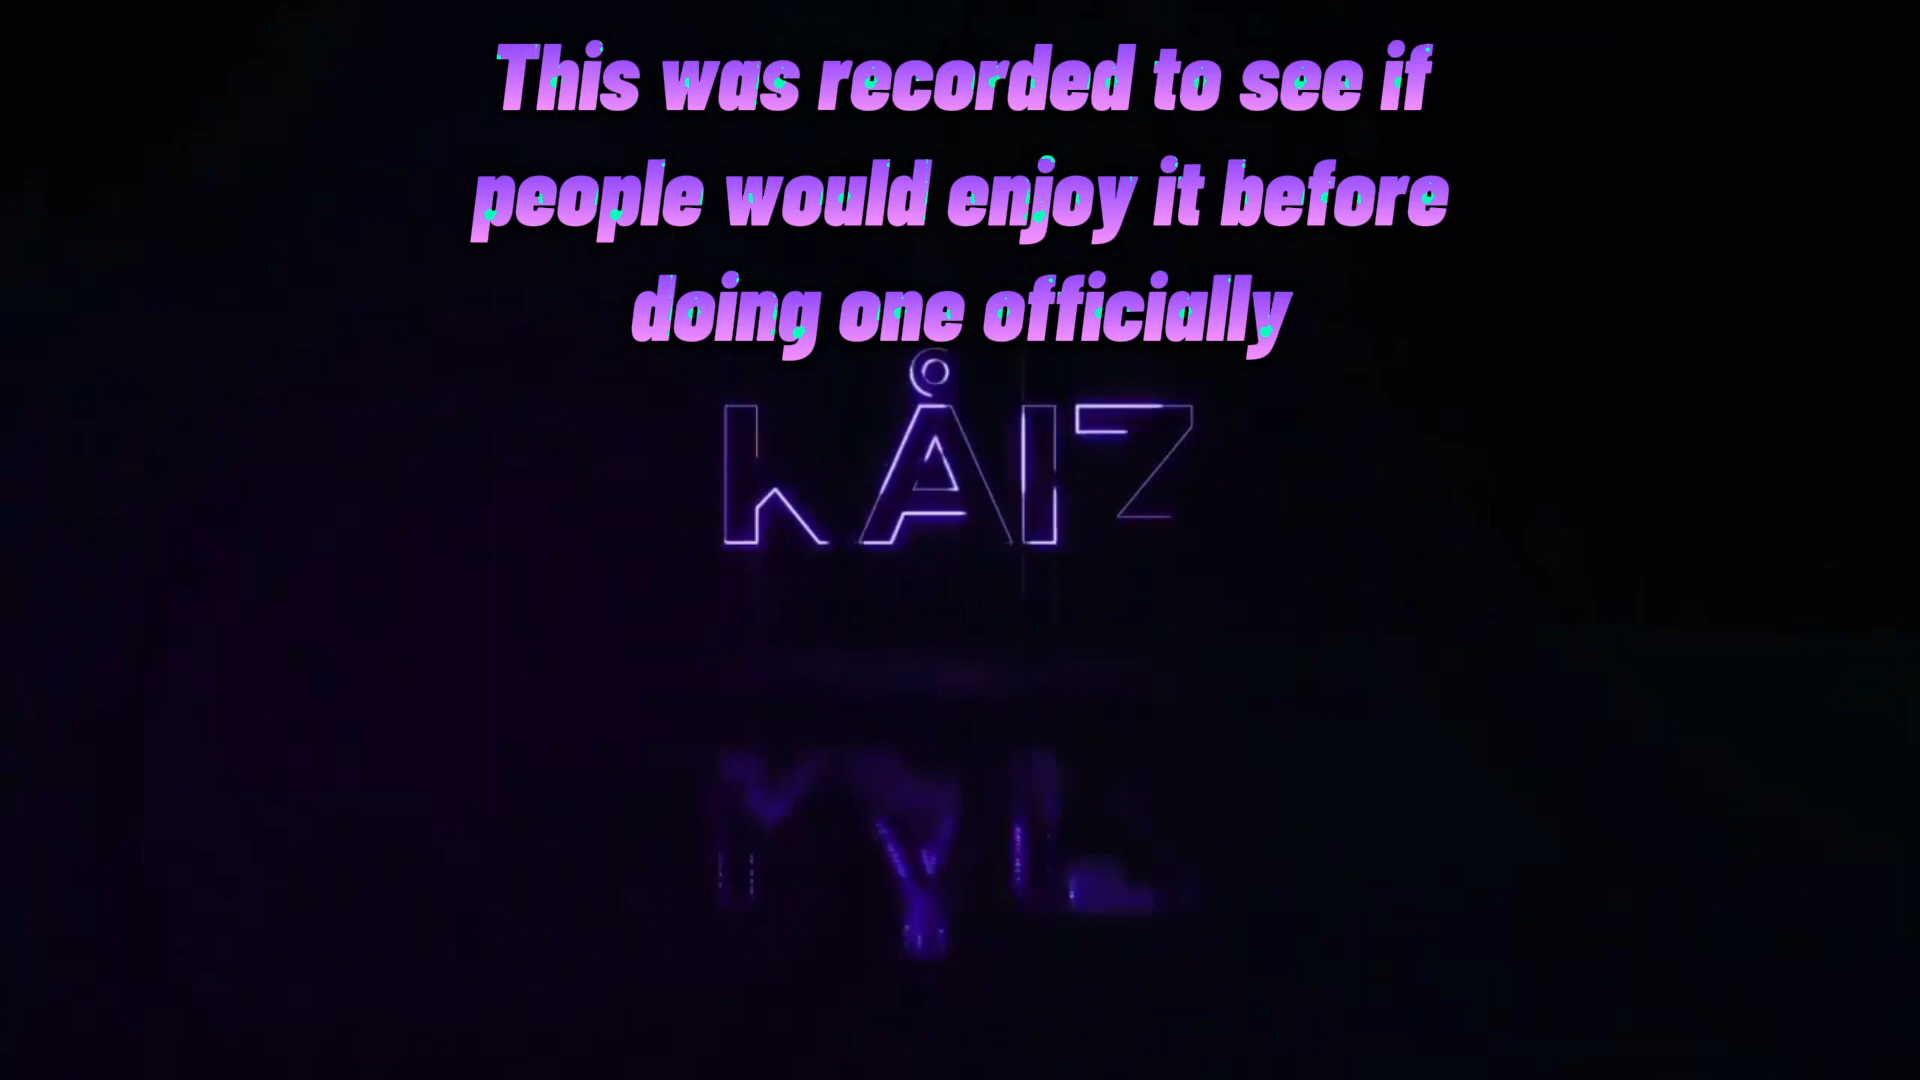 This was recorded to see if
people would enjoy it before
doing one officially
KÅIZ